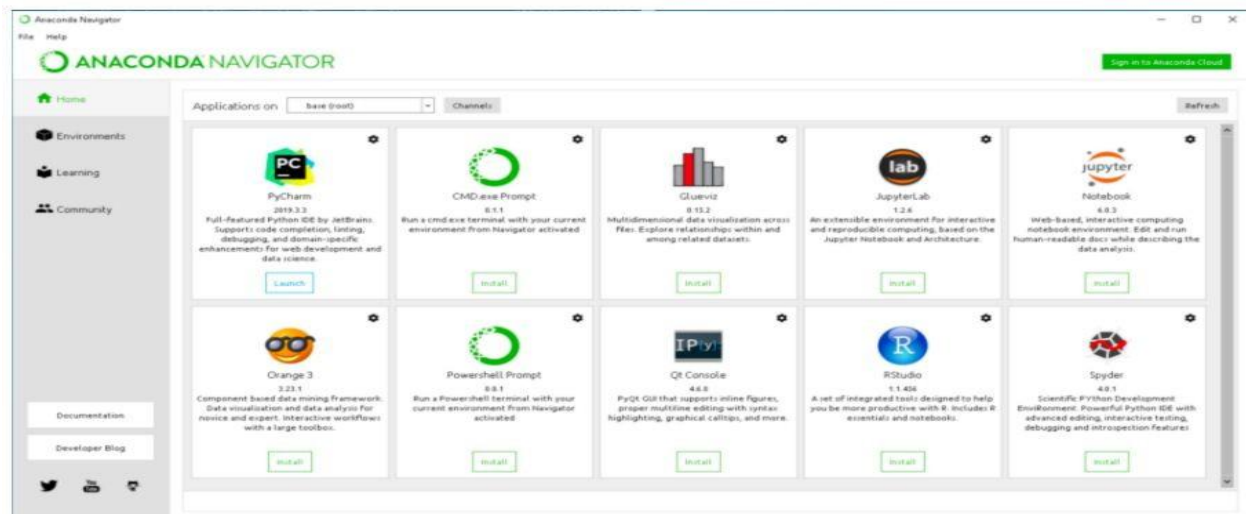 Anaconda Navigator
File Help
ANACONDA NAVIGATOR
Sign in to Anaconda Cloud
Home
Environments
Learning
Community
Documentation
Developer Blog
Applications on base (root) Channels Refresh
PC
PyCharm
2019.3.3
Full-featured Python IDE by JetBrains.
Supports code completion, linting,
debugging, and domain-specific
enhancements for web development and
data science.
Launch
CMD.exe Prompt
0.1.1
Run a cmd.exe terminal with your current
environment from Navigator activated
Install
Glueviz
0.15.2
Multidimensional data visualization across
files. Explore relationships within and
among related datasets.
Install
lab
JupyterLab
1.2.6
An extensible environment for interactive
and reproducible computing, based on the
Jupyter Notebook and Architecture.
Install
jupyter
Notebook
6.0.3
Web-based, interactive computing
notebook environment. Edit and run
human-readable docs while describing the
data analysis.
Install
Orange 3
3.23.1
Component based data mining framework.
Data visualization and data analysis for
novice and expert. Interactive workflows
with a large toolbox.
Install
Powershell Prompt
0.0.1
Run a Powershell terminal with your
current environment from Navigator
activated
Install
IP[y]:
Qt Console
4.6.0
PyQt GUI that supports inline figures,
proper multiline editing with syntax
highlighting, graphical calltips, and more.
Install
R
RStudio
1.1.456
A set of integrated tools designed to help
you be more productive with R. Includes R
essentials and notebooks.
Install
Spyder
4.0.1
Scientific PYthon Development
EnviRonment. Powerful Python IDE with
advanced editing, interactive testing,
debugging and introspection features
Install
You
Tube